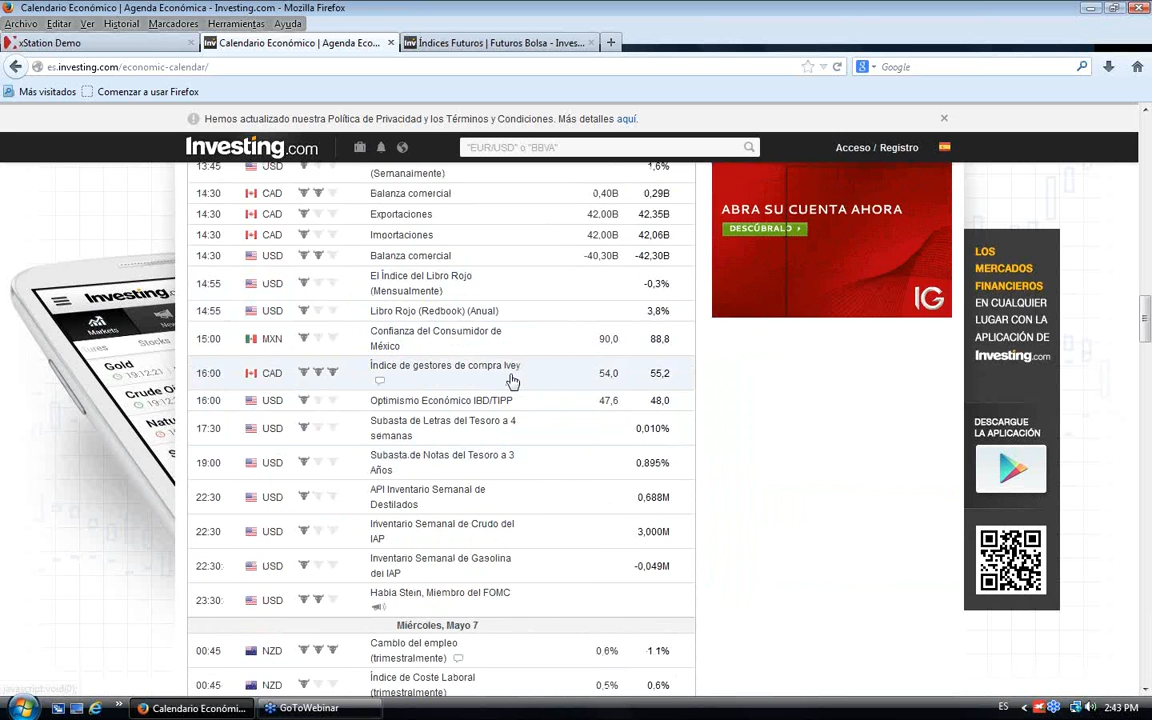 Calendario Económico | Agenda Económica - Investing.com - Mozilla Firefox
Archivo Editar Ver Historial Marcadores Herramientas Ayuda
xStation Demo
Calendario Económico | Agenda Eco...
Índices Futuros | Futuros Bolsa - Inves...
es.investing.com/economic-calendar/
Google
Más visitados Comenzar a usar Firefox
Hemos actualizado nuestra Política de Privacidad y los Términos y Condiciones. Más detalles aquí.
Investing.com
"EUR/USD" o "BBVA"
Acceso / Registro
13:45 USD (Semanalmente) 1,6%
14:30 CAD Balanza comercial 0,40B 0,29B
14:30 CAD Exportaciones 42,00B 42,35B
14:30 CAD Importaciones 42,00B 42,06B
14:30 USD Balanza comercial -40,30B -42,30B
14:55 USD El Índice del Libro Rojo
(Mensualmente) -0,3%
14:55 USD Libro Rojo (Redbook) (Anual) 3,8%
15:00 MXN Confianza del Consumidor de
México 90,0 88,8
16:00 CAD Índice de gestores de compra Ivey 54,0 55,2
16:00 USD Optimismo Económico IBD/TIPP 47,6 48,0
17:30 USD Subasta de Letras del Tesoro a 4
semanas 0,010%
19:00 USD Subasta de Notas del Tesoro a 3
Años 0,895%
22:30 USD API Inventario Semanal de
Destilados 0,688M
22:30 USD Inventario Semanal de Crudo del
IAP 3,000M
22:30 USD Inventario Semanal de Gasolina
del IAP -0,049M
23:30 USD Habla Stein, Miembro del FOMC
Miércoles, Mayo 7
00:45 NZD Cambio del empleo
(trimestralmente) 0,6% 1,1%
00:45 NZD Índice de Coste Laboral
(trimestralmente) 0,5% 0,6%
ABRA SU CUENTA AHORA
DESCÚBRALO
IG
LOS
MERCADOS
FINANCIEROS
EN CUALQUIER
LUGAR CON LA
APLICACIÓN DE
Investing.com
DESCARGUE
LA APLICACIÓN
Investing.com
Markets
Stocks
Gold
19:12:21
Crude
javascript:void(0);
Calendario Económi...
GoToWebinar
ES
2:43 PM